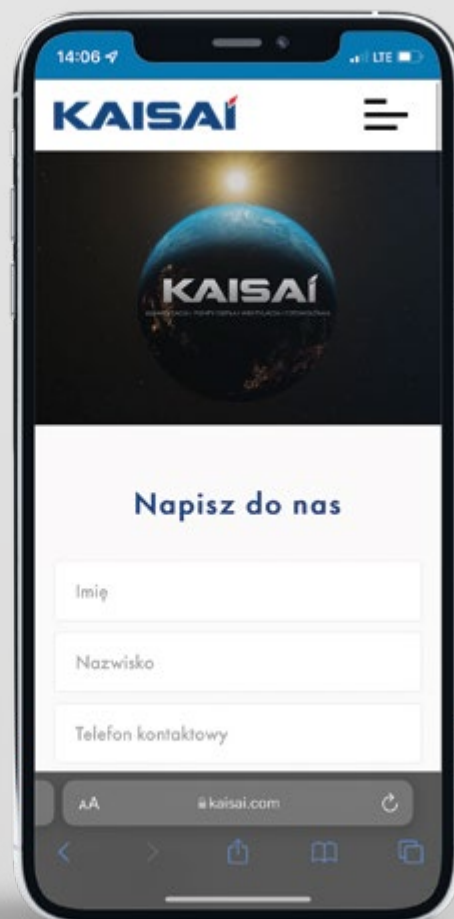 14:06
LTE
KAISAI
KAISAI
Napisz do nas
Imię
Nazwisko
Telefon kontaktowy
AA
kaisai.com